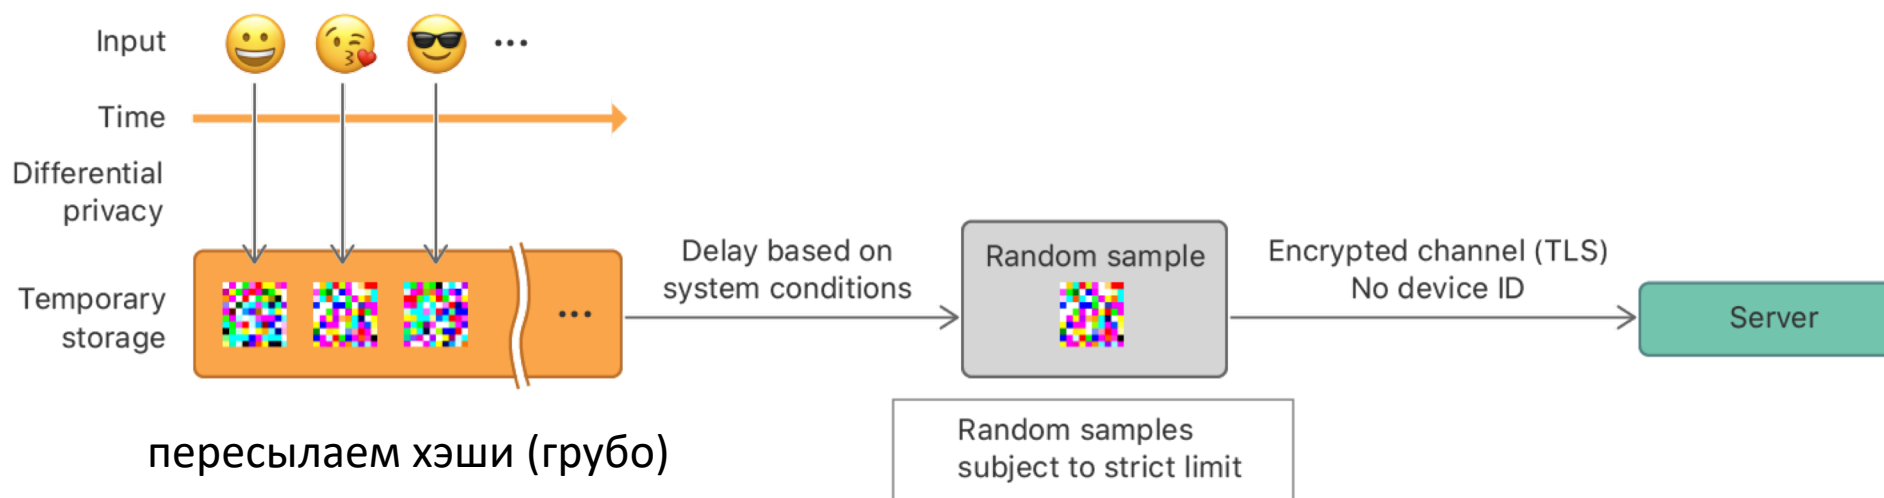 Input
...
Time
Differential
privacy
Temporary
storage
...
Delay based on
system conditions
Random sample
Encrypted channel (TLS)
No device ID
Server
Random samples
subject to strict limit
пересылаем хэши (грубо)